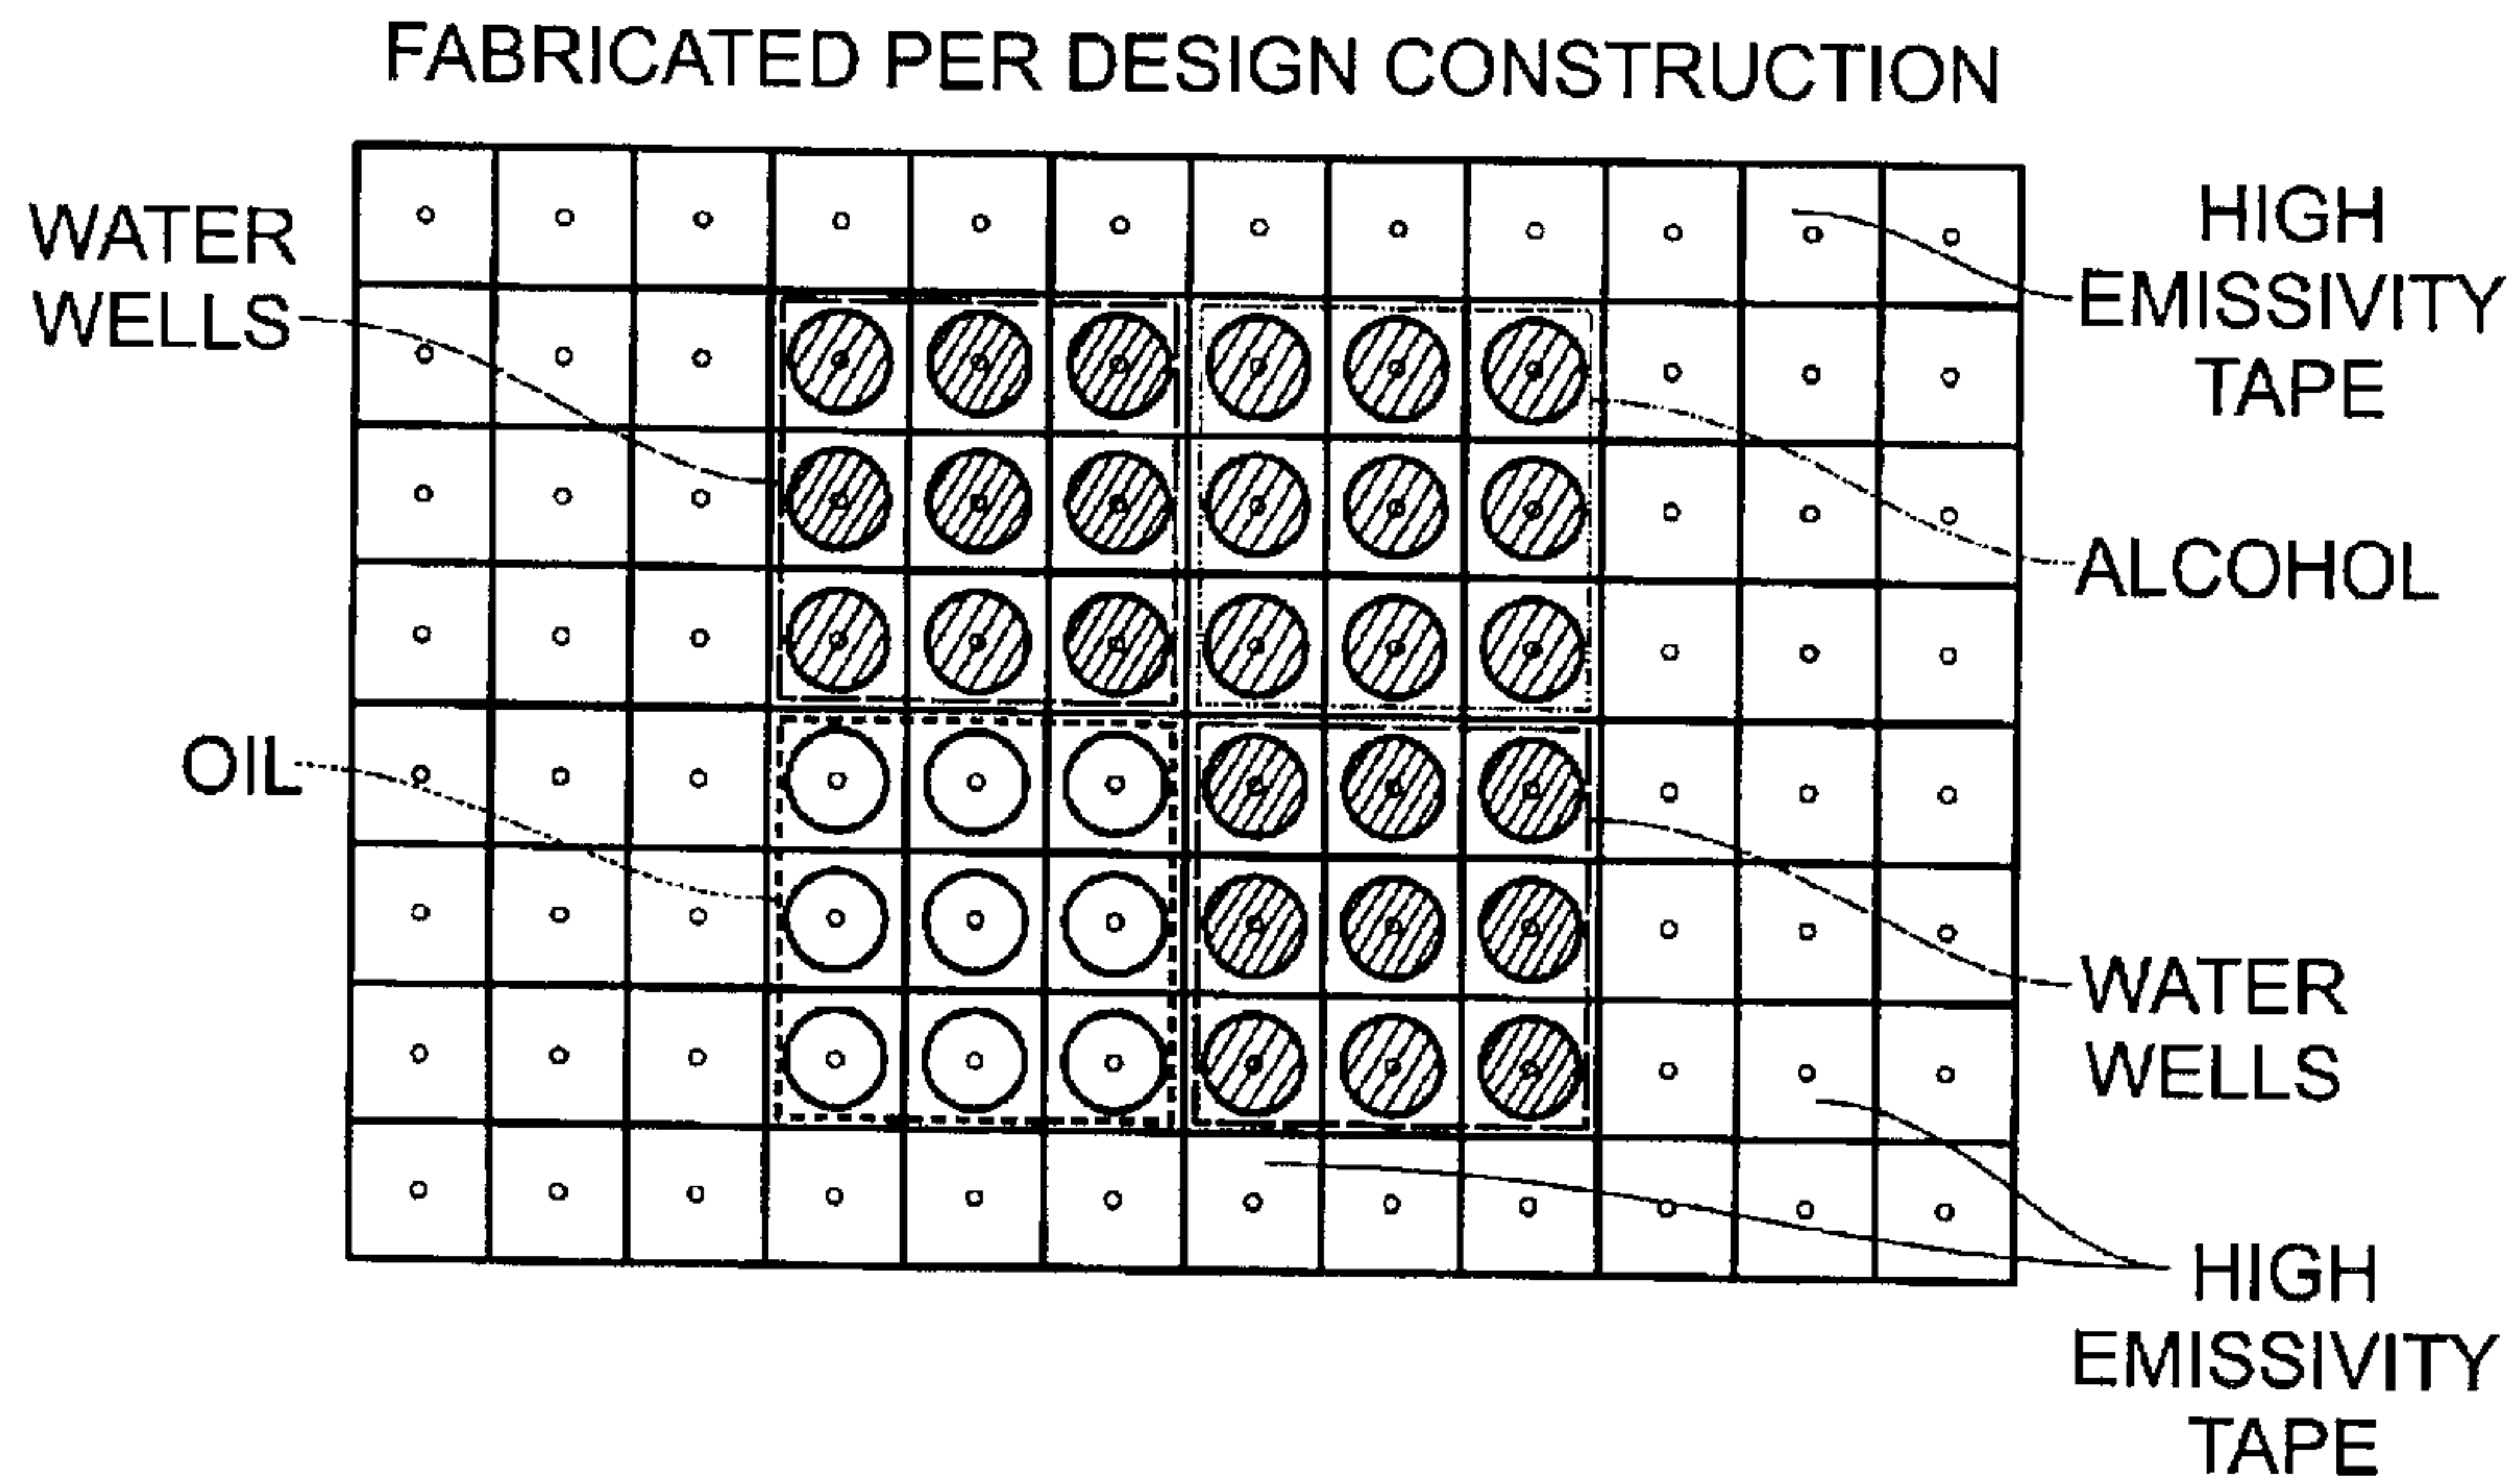 FABRICATED PER DESIGN CONSTRUCTION
WATER
WELLS
HIGH
EMISSIVITY
TAPE
ALCOHOL
OIL
WATER
WELLS
HIGH
EMISSIVITY
TAPE